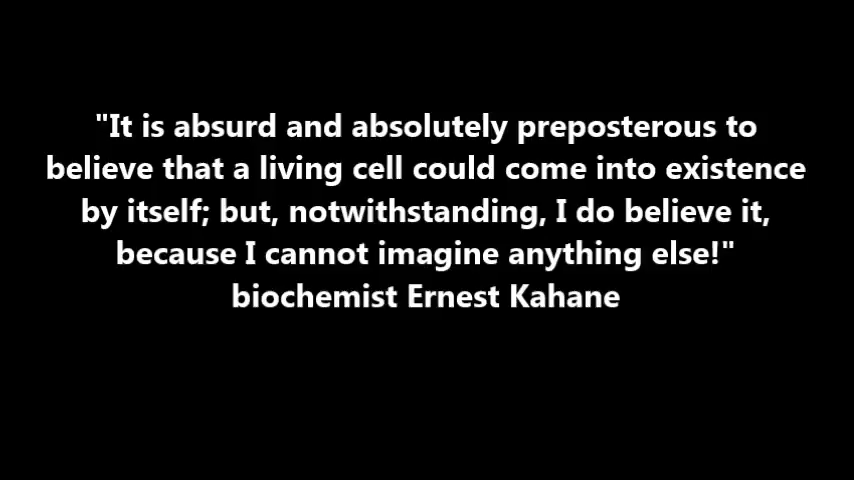 "It is absurd and absolutely preposterous to
believe that a living cell could come into existence
by itself; but, notwithstanding, I do believe it,
because I cannot imagine anything else!"
biochemist Ernest Kahane